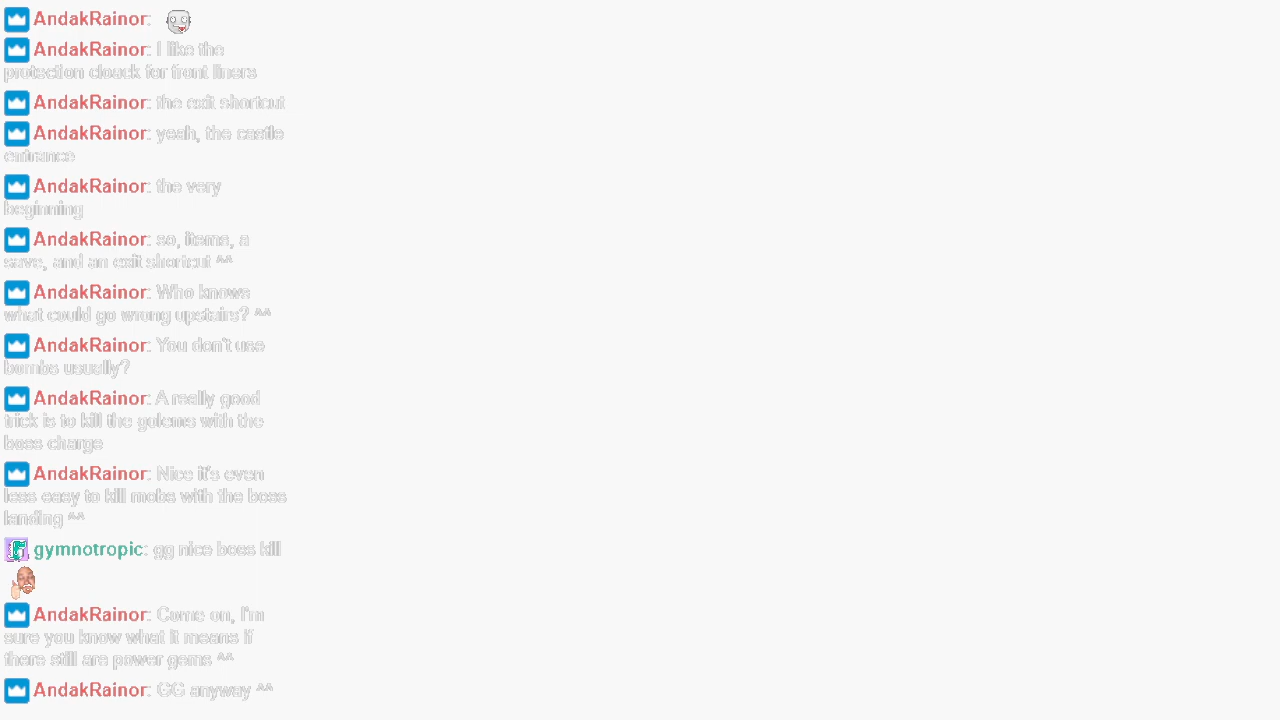 AndakRainor:
AndakRainor: I like the
protection clouck for front liners
AndakRainor: the exit shortcut
AndakRainor: yeah, the castle
entrance
AndakRainor: the very
beginning
AndakRainor: so, items, a
save, and an exit shortcut ^^
AndakRainor: Who knows
what could go wrong upstairs? ^^
AndakRainor: You don't use
bombs usually?
AndakRainor: A really good
trick is to kill the golems with the
boss charge
AndakRainor: Nice it's even
less easy to kill mobs with the boss
landing ^^
gymnotropic: gg nice boss kill
AndakRainor: Come on, I'm
sure you know what it means if
there still are power gems ^^
AndakRainor: GG anyway ^^